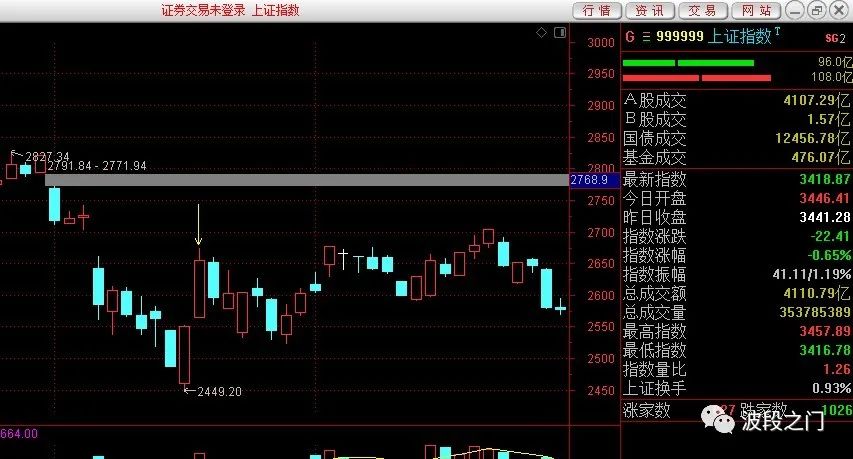 证券交易未登录 上证指数
行情 资讯 交易 网站
G 999999 上证指数 T SG2
96.0亿
108.0亿
A股成交 4107.29亿
B股成交 1.57亿
国债成交 12456.78亿
基金成交 476.07亿
最新指数 3418.87
今日开盘 3446.41
昨日收盘 3441.28
指数涨跌 -22.41
指数涨幅 -0.65%
指数振幅 41.11/1.19%
总成交额 4110.79亿
总成交量 353785389
最高指数 3457.89
最低指数 3416.78
指数量比 1.26
上证换手 0.93%
涨家数 27 跌家数 1026
3000
2950
2900
2850
2800
2768.9
2750
2700
2650
2600
2550
2500
2450
2827.34
2791.84 - 2771.94
2449.20
664.00
波段之门